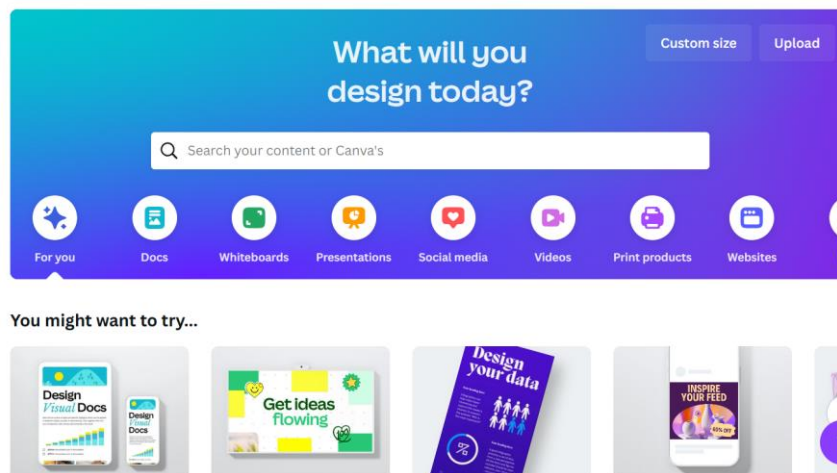 What will you
design today?
Custom size
Upload
Search your content or Canva's
For you
Docs
Whiteboards
Presentations
Social media
Videos
Print products
Websites
You might want to try...
Design
Visual Docs
Design
Visual
Docs
Get ideas
flowing
Design
your data
%
INSPIRE
YOUR FEED
40% OFF